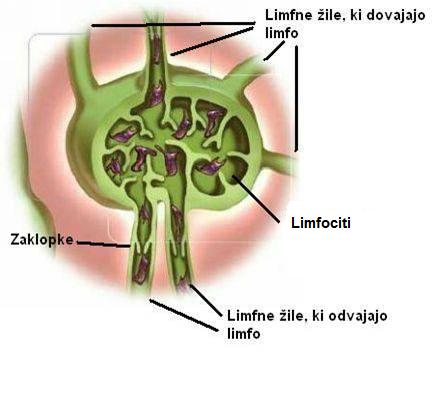 Limfne žile, ki dovajajo
limfo
Limfociti
Zaklopke
Limfne žile, ki odvajajo
limfo